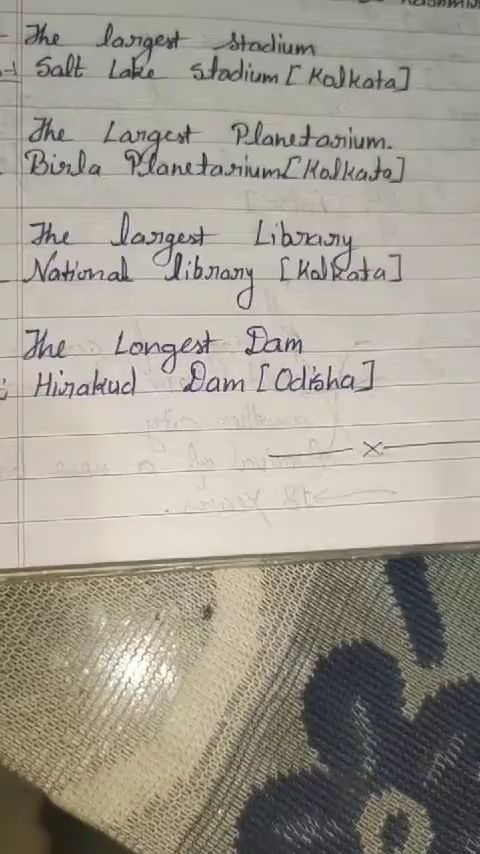 The largest Stadium
Salt Lake Stadium [Kolkata]
The Largest Planetarium.
Birla Planetarium [Kolkata]
The largest Library
National library [Kolkata]
The Longest Dam
Hirakud Dam [Odisha]
x